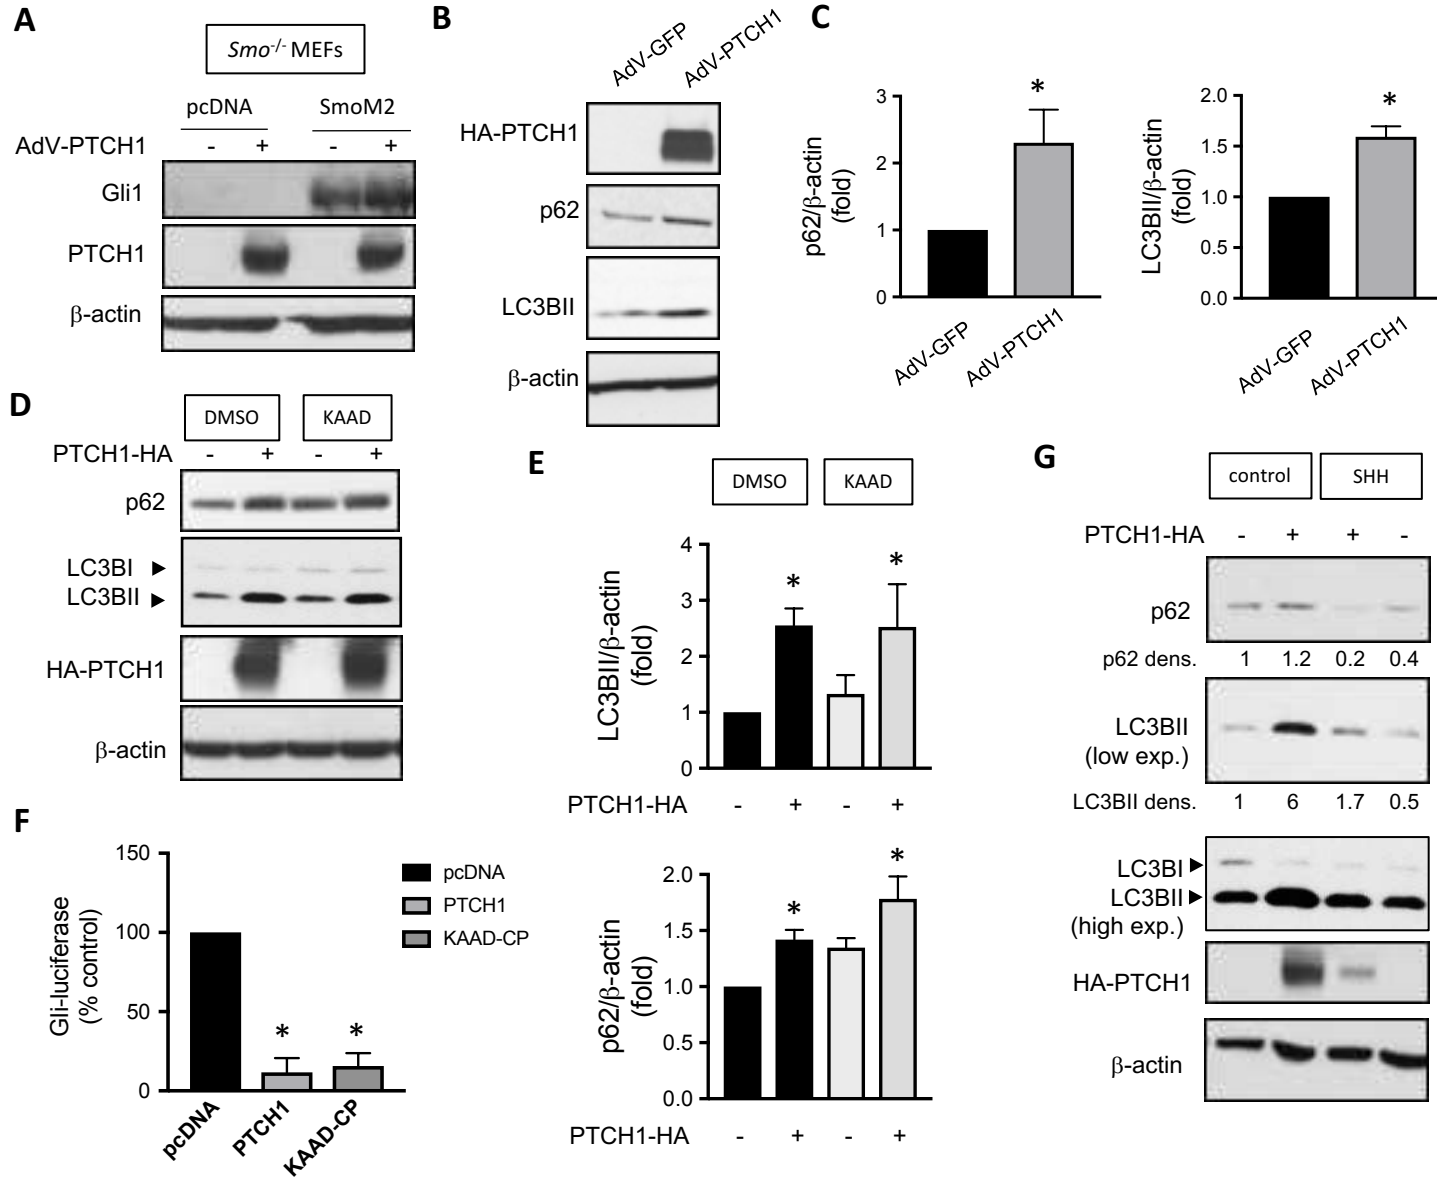 A
Smo-/- MEFs
pcDNA SmoM2
AdV-PTCH1 - + - +
Gli1
PTCH1
β-actin
B
AdV-GFP AdV-PTCH1
HA-PTCH1
p62
LC3BII
β-actin
C
p62/β-actin
(fold)
3
2
1
0
*
AdV-GFP AdV-PTCH1
LC3BII/β-actin
(fold)
2.0
1.5
1.0
0.5
0.0
*
AdV-GFP AdV-PTCH1
D
DMSO KAAD
PTCH1-HA - + - +
p62
LC3BI
LC3BII
HA-PTCH1
β-actin
E
DMSO KAAD
LC3BII/β-actin
(fold)
4
3
2
1
0
* *
PTCH1-HA - + - +
p62/β-actin
(fold)
2.0
1.5
1.0
0.5
0.0
* *
PTCH1-HA - + - +
F
Gli-luciferase
(% control)
150
100
50
0
* *
pcDNA PTCH1 KAAD-CP
pcDNA
PTCH1
KAAD-CP
G
control SHH
PTCH1-HA - + + -
p62
p62 dens. 1 1.2 0.2 0.4
LC3BII
(low exp.)
LC3BII dens. 1 6 1.7 0.5
LC3BI
LC3BII
(high exp.)
HA-PTCH1
β-actin